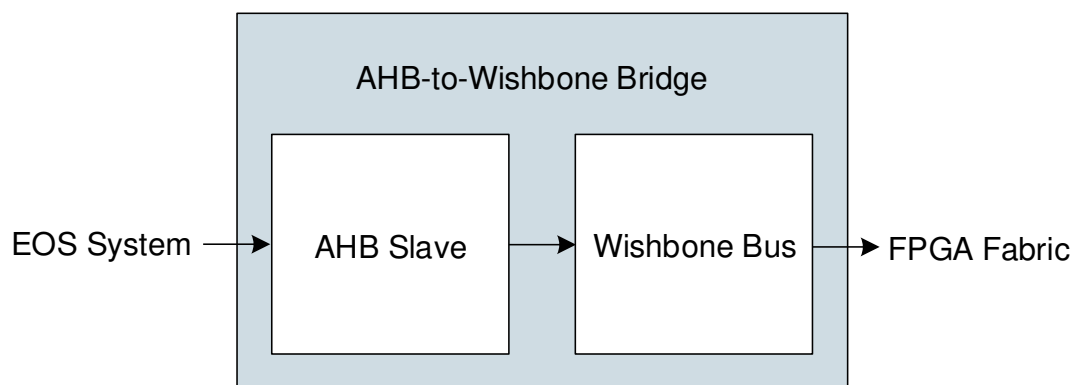 AHB-to-Wishbone Bridge
EOS System
AHB Slave
Wishbone Bus
FPGA Fabric